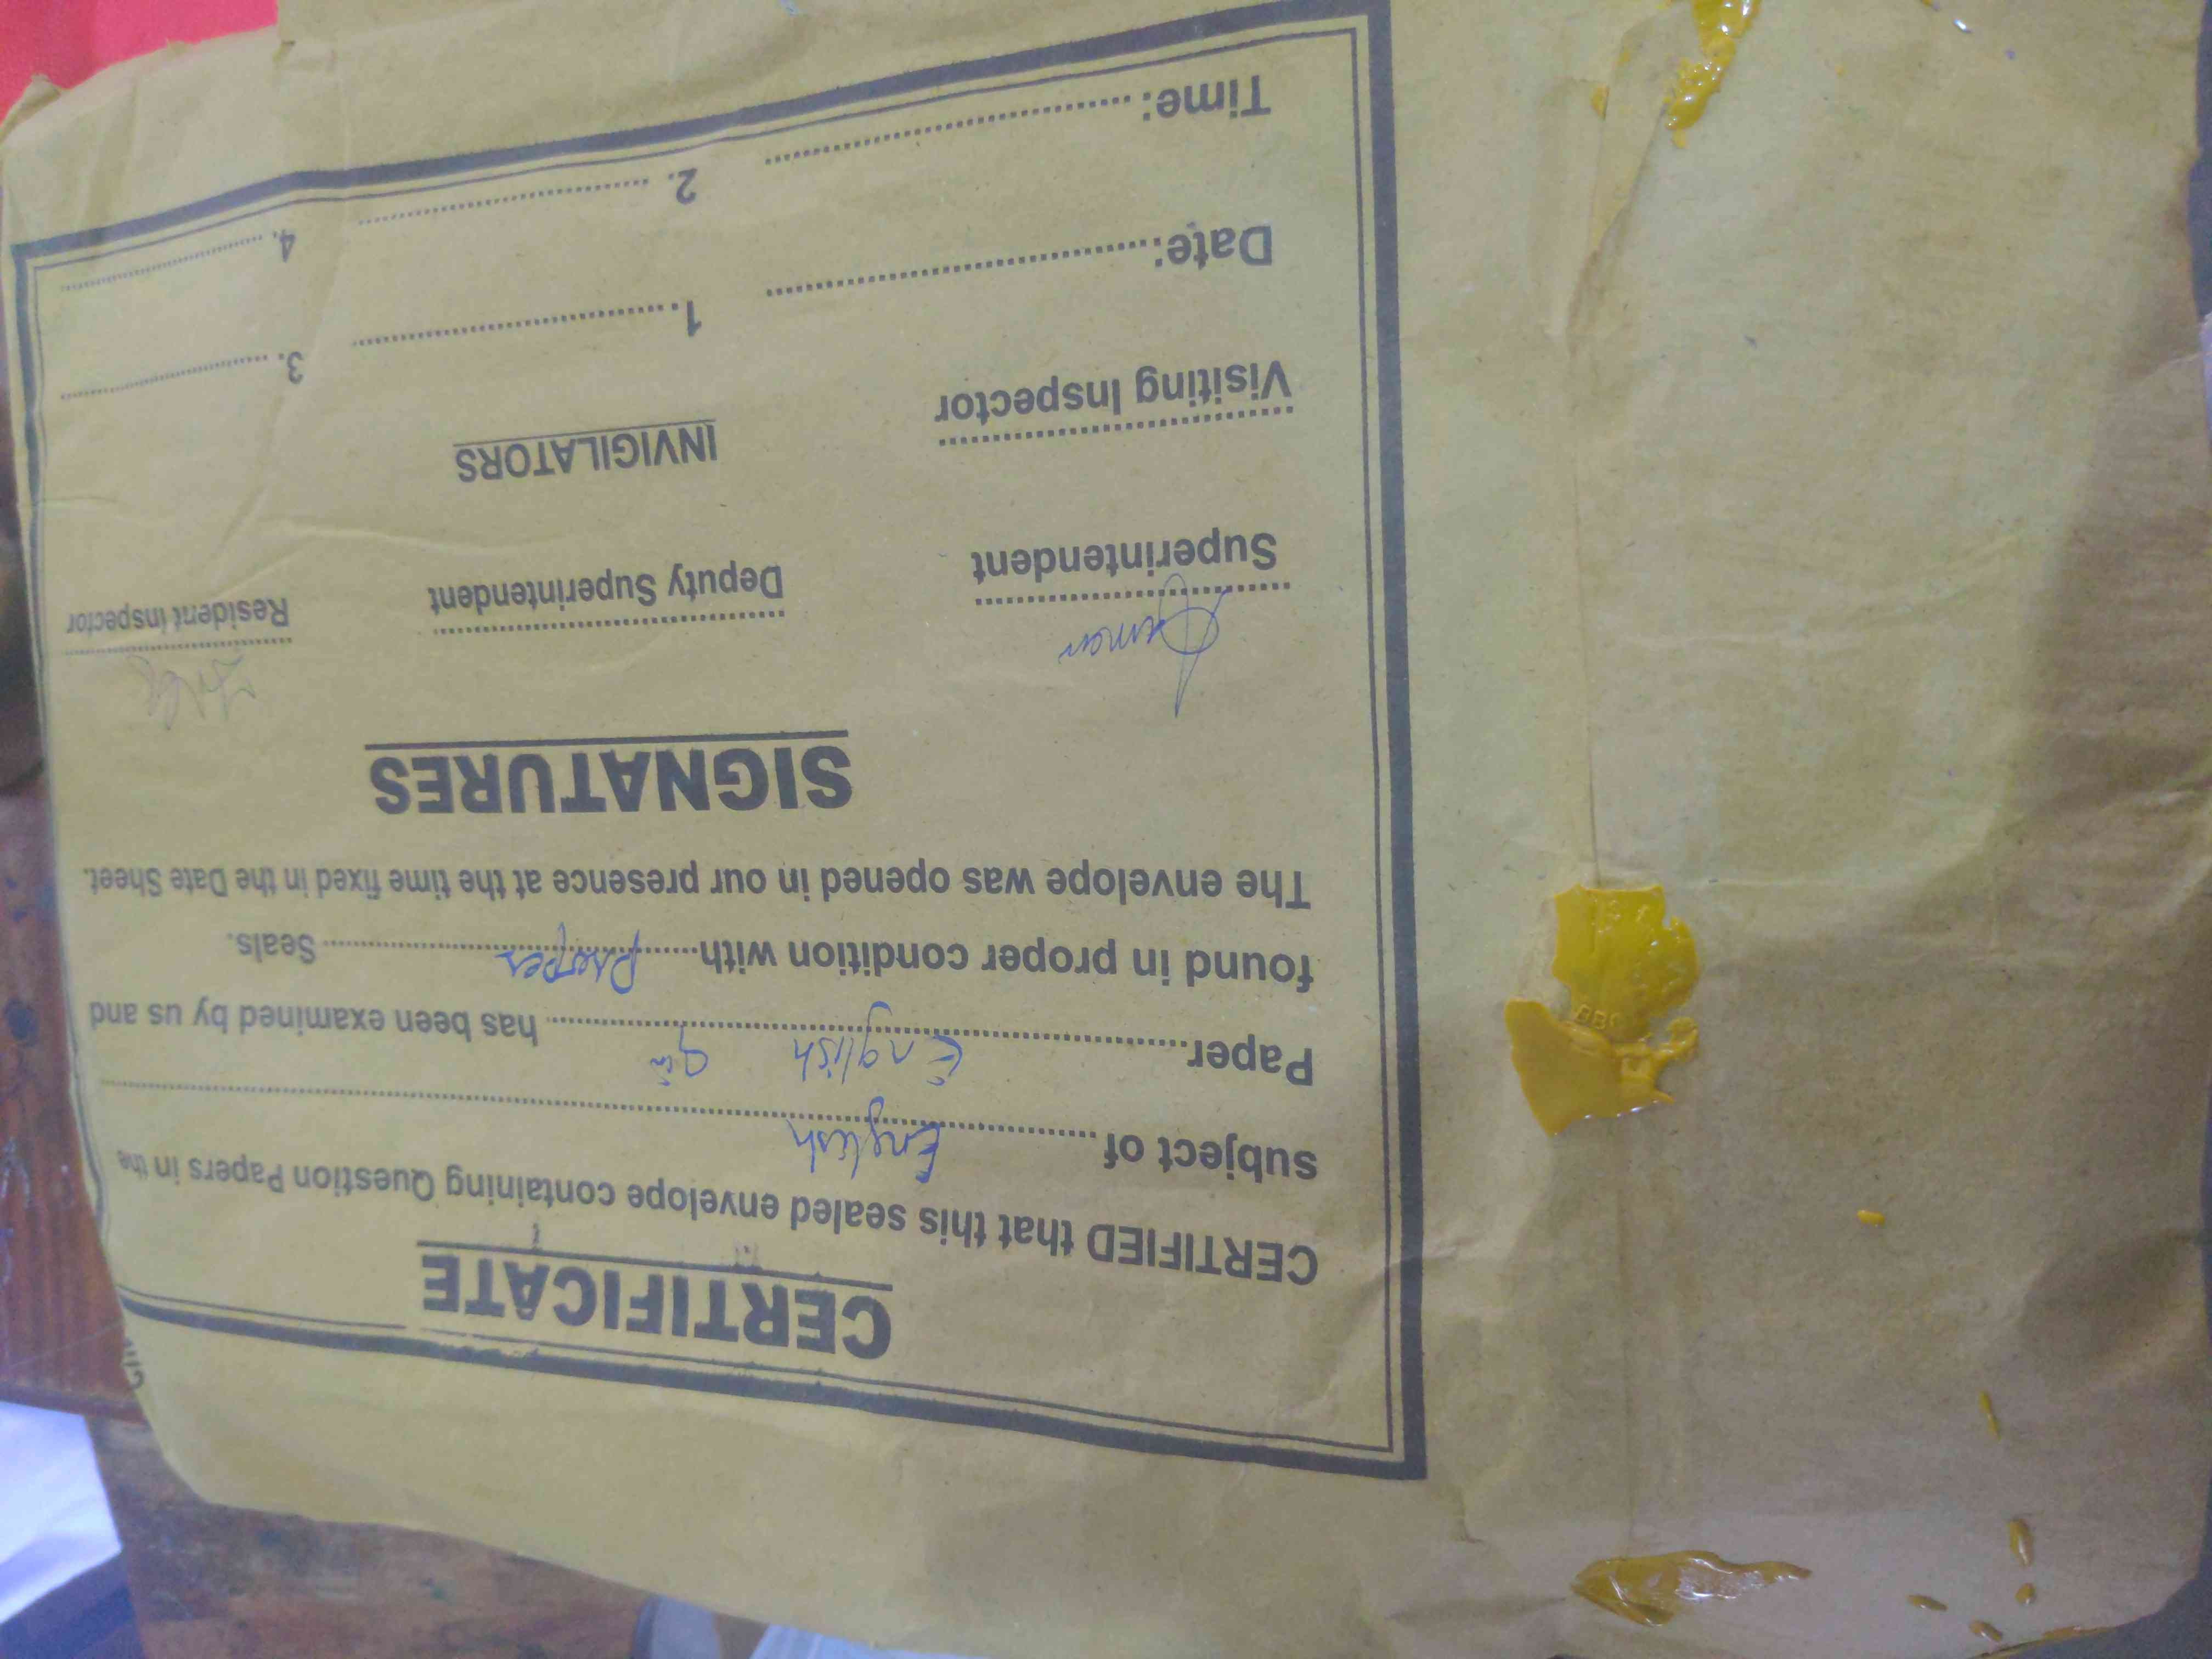 CERTIFICATE
CERTIFIED that this sealed envelope containing Question Papers in the
subject of English
Paper English has been examined by us and
found in proper condition with Proper Seals.
The envelope was opened in our presence at the time fixed in the Date Sheet.
SIGNATURES
Superintendent Deputy Superintendent Resident Inspector
Visiting Inspector INVIGILATORS
Date: 1. 3.
Time: 2. 4.